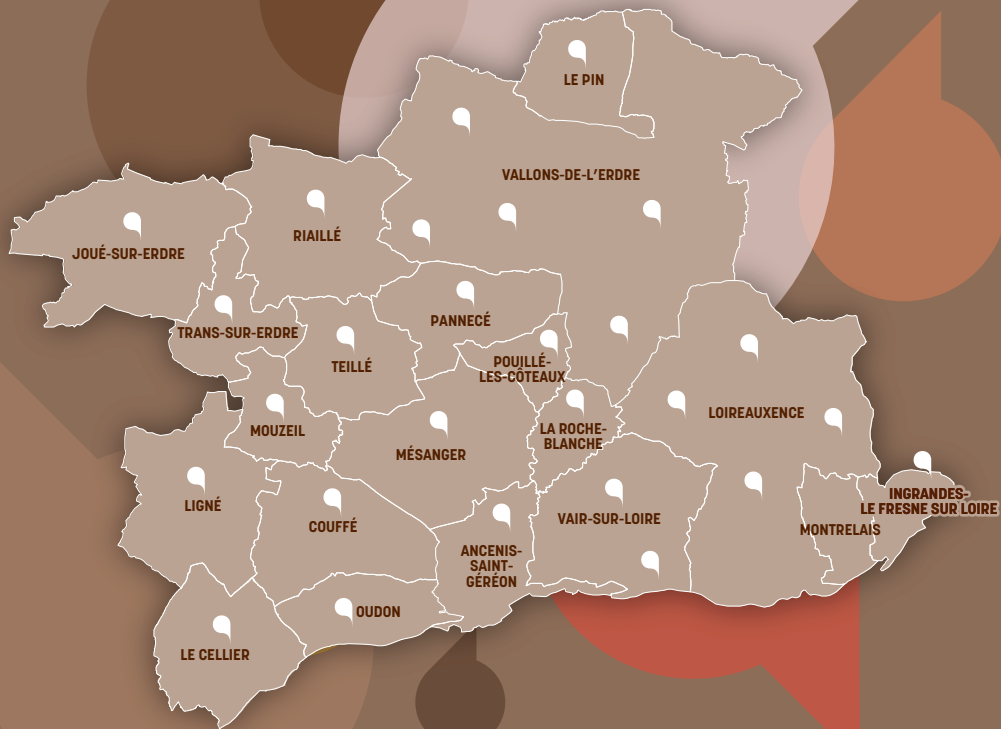 LE PIN
VALLONS-DE-L'ERDRE
RIAILLÉ
JOUÉ-SUR-ERDRE
PANNECÉ
TRANS-SUR-ERDRE
TEILLÉ
POUILLÉ-
LES-CÔTEAUX
LOIREAUXENCE
MOUZEIL
LA ROCHE-
BLANCHE
MÉSANGER
LIGNÉ
COUFFÉ
VAIR-SUR-LOIRE
INGRANDES-
LE FRESNE SUR LOIRE
MONTRELAIS
ANCENIS-
SAINT-
GÉRÉON
OUDON
LE CELLIER